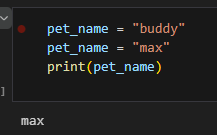 pet_name = "buddy"
pet_name = "max"
print(pet_name)
]
max